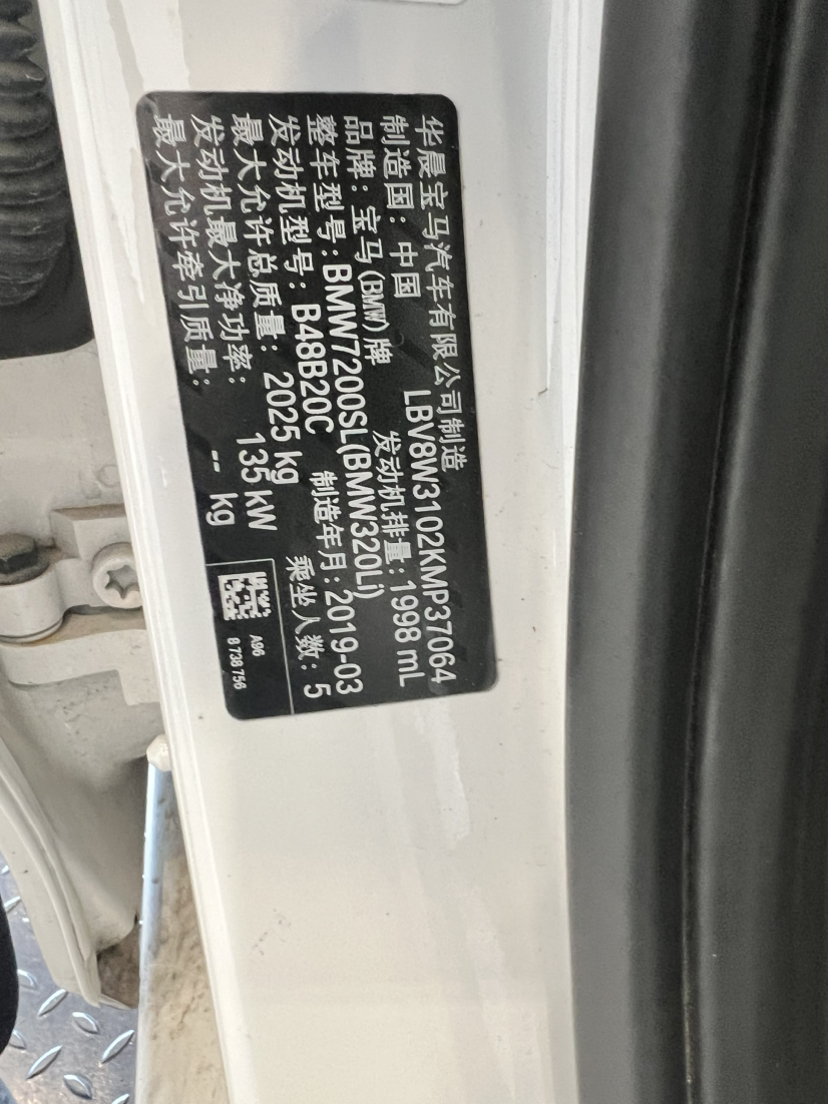 华晨宝马汽车有限公司制造
制造国：中国 LBV8W3102KMP37064
品牌：宝马(BMW)牌 发动机排量：1998 mL
整车型号：BMW7200SL(BMW320Li)
发动机型号：B48B20C 制造年月：2019-03
最大允许总质量：2025 kg 乘坐人数：5
发动机最大净功率：135 kW
最大允许牵引质量：-- kg
A96
8 738 756